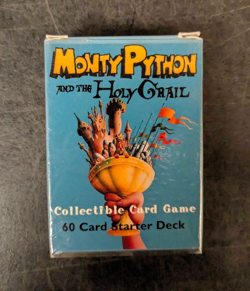 MONTY PYTHON
AND THE HOLY GRAIL
Collectible Card Game
60 Card Starter Deck